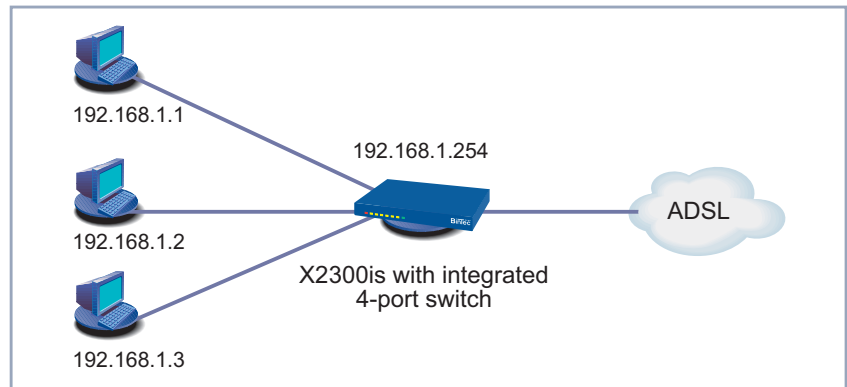 192.168.1.1
192.168.1.254
BinTec
ADSL
192.168.1.2
X2300is with integrated
4-port switch
192.168.1.3